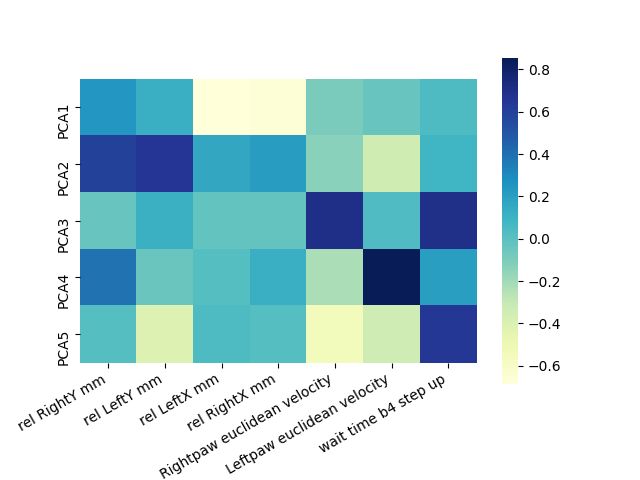 PCA1
PCA2
PCA3
PCA4
PCA5
rel RightY mm
rel LeftY mm
rel LeftX mm
rel RightX mm
Rightpaw euclidean velocity
Leftpaw euclidean velocity
wait time b4 step up
0.8
0.6
0.4
0.2
0.0
−0.2
−0.4
−0.6